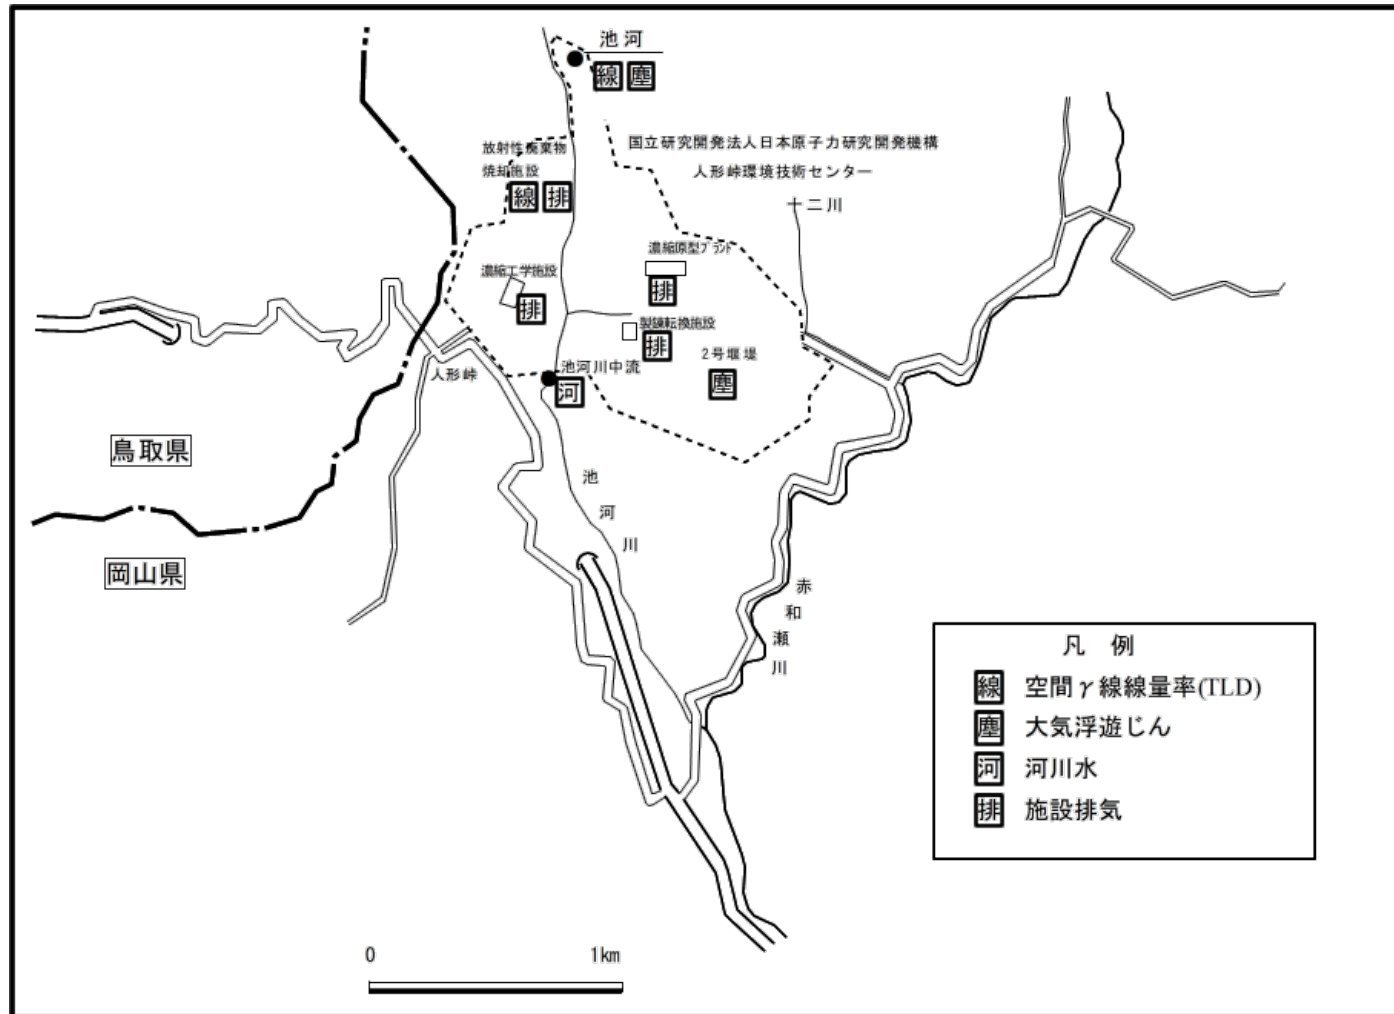 池河
線 塵
国立研究開発法人日本原子力研究開発機構
人形峠環境技術センター
放射性廃棄物
焼却施設
線 排
十二川
濃縮原型プラント
排
濃縮工学施設
排
製錬転換施設
排
2号堰堤
塵
池河川中流
河
人形峠
鳥取県
岡山県
池河川
赤和瀬川
凡 例
線 空間γ線線量率(TLD)
塵 大気浮遊じん
河 河川水
排 施設排気
0 1km